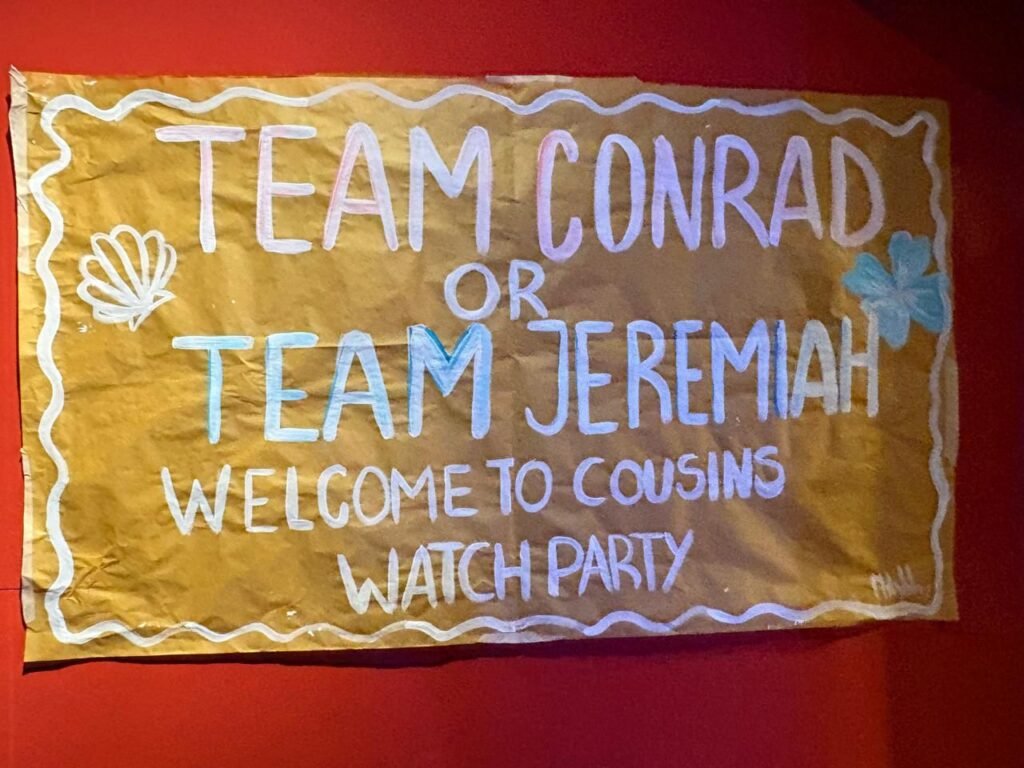 TEAM CONRAD
OR
TEAM JEREMIAH
WELCOME TO COUSINS
WATCH PARTY